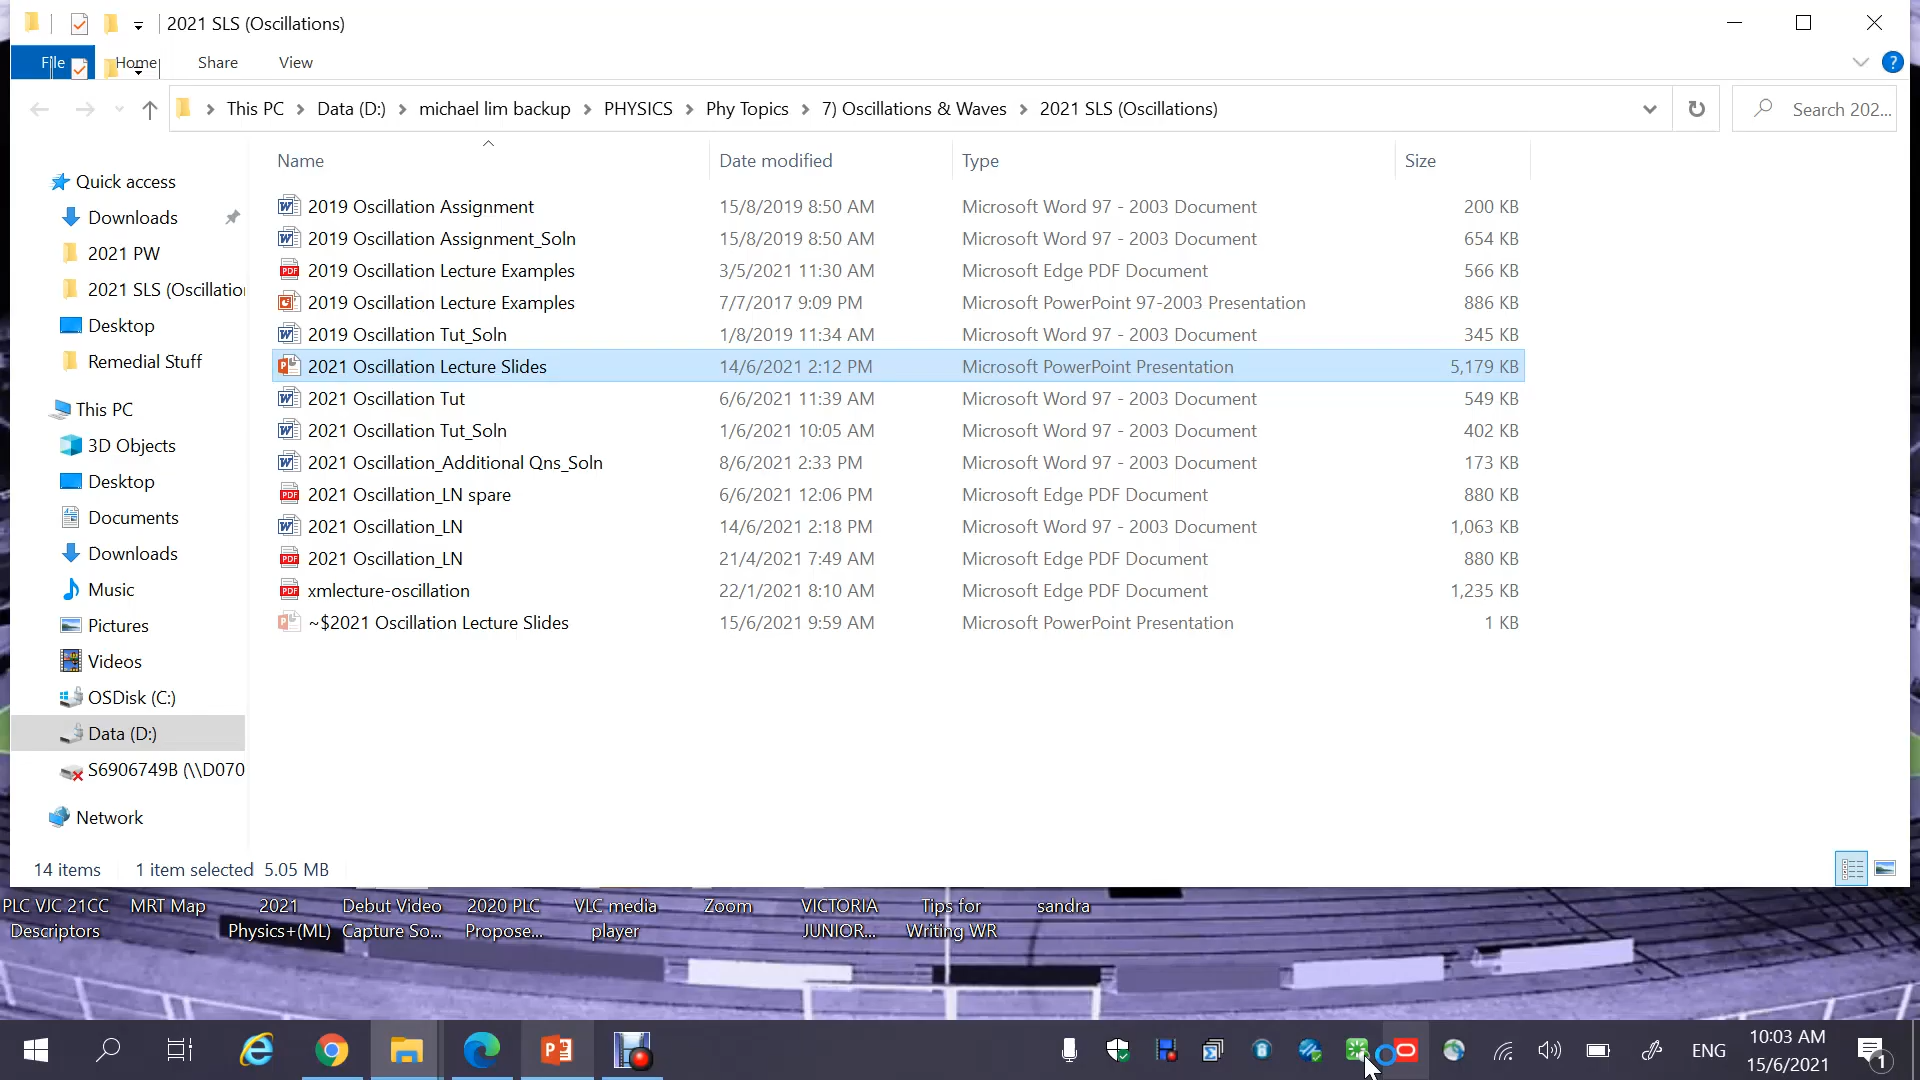 2021 SLS (Oscillations)
File Home Share View
This PC Data (D:) michael lim backup PHYSICS Phy Topics 7) Oscillations & Waves 2021 SLS (Oscillations) Search 202...
Name Date modified Type Size
Quick access
Downloads
2021 PW
2021 SLS (Oscillation
Desktop
Remedial Stuff
This PC
3D Objects
Desktop
Documents
Downloads
Music
Pictures
Videos
OSDisk (C:)
Data (D:)
S6906749B (\\D070
Network
2019 Oscillation Assignment 15/8/2019 8:50 AM Microsoft Word 97 - 2003 Document 200 KB
2019 Oscillation Assignment_Soln 15/8/2019 8:50 AM Microsoft Word 97 - 2003 Document 654 KB
2019 Oscillation Lecture Examples 3/5/2021 11:30 AM Microsoft Edge PDF Document 566 KB
2019 Oscillation Lecture Examples 7/7/2017 9:09 PM Microsoft PowerPoint 97-2003 Presentation 886 KB
2019 Oscillation Tut_Soln 1/8/2019 11:34 AM Microsoft Word 97 - 2003 Document 345 KB
2021 Oscillation Lecture Slides 14/6/2021 2:12 PM Microsoft PowerPoint Presentation 5,179 KB
2021 Oscillation Tut 6/6/2021 11:39 AM Microsoft Word 97 - 2003 Document 549 KB
2021 Oscillation Tut_Soln 1/6/2021 10:05 AM Microsoft Word 97 - 2003 Document 402 KB
2021 Oscillation_Additional Qns_Soln 8/6/2021 2:33 PM Microsoft Word 97 - 2003 Document 173 KB
2021 Oscillation_LN spare 6/6/2021 12:06 PM Microsoft Edge PDF Document 880 KB
2021 Oscillation_LN 14/6/2021 2:18 PM Microsoft Word 97 - 2003 Document 1,063 KB
2021 Oscillation_LN 21/4/2021 7:49 AM Microsoft Edge PDF Document 880 KB
xmlecture-oscillation 22/1/2021 8:10 AM Microsoft Edge PDF Document 1,235 KB
~$2021 Oscillation Lecture Slides 15/6/2021 9:59 AM Microsoft PowerPoint Presentation 1 KB
14 items 1 item selected 5.05 MB
PLC VJC 21CC MRT Map 2021 Debut Video 2020 PLC VLC media Zoom VICTORIA Tips for sandra
Descriptors Physics+(ML) Capture So... Propose... player JUNIOR... Writing WR
ENG 10:03 AM 1
15/6/2021